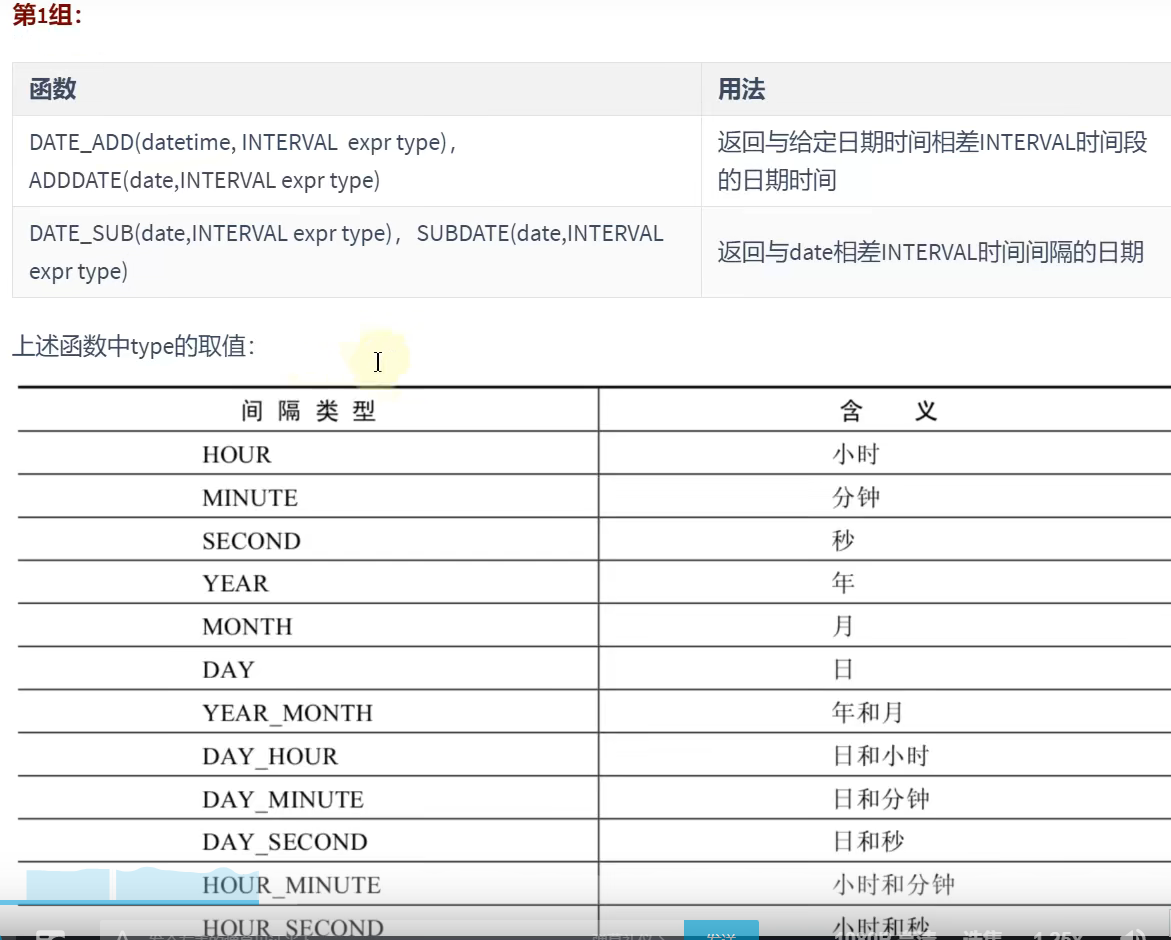 第1组：
函数 用法
DATE_ADD(datetime, INTERVAL expr type)，
ADDDATE(date,INTERVAL expr type)
返回与给定日期时间相差INTERVAL时间段
的日期时间
DATE_SUB(date,INTERVAL expr type)，SUBDATE(date,INTERVAL
expr type)
返回与date相差INTERVAL时间间隔的日期
上述函数中type的取值：
间隔类型 含义
HOUR 小时
MINUTE 分钟
SECOND 秒
YEAR 年
MONTH 月
DAY 日
YEAR_MONTH 年和月
DAY_HOUR 日和小时
DAY_MINUTE 日和分钟
DAY_SECOND 日和秒
HOUR_MINUTE 小时和分钟
HOUR_SECOND 小时和秒
发送 选集 1.25x